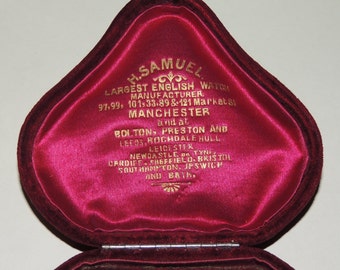 H. SAMUEL
LARGEST ENGLISH WATCH
MANUFACTURER
97, 99, 101, 33, 89 & 121 Market St
MANCHESTER
and at
BOLTON, PRESTON AND
LEEDS, ROCHDALE HULL
LEICESTER
NEWCASTLE on TYNE,
CARDIFF, SHEFFIELD, BRISTOL
SOUTHAMPTON, IPSWICH
AND BATH.